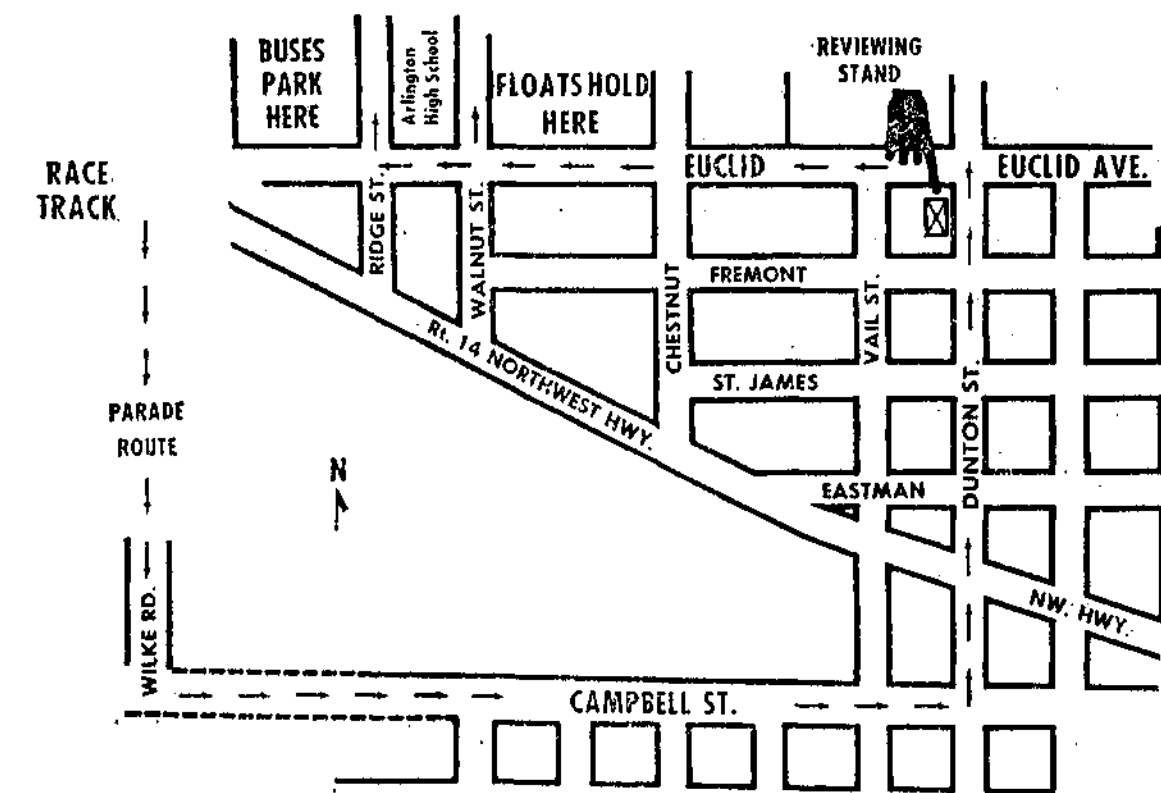 BUSES
PARK
HERE
Arlington
High School
FLOATS HOLD
HERE
REVIEWING
STAND
RACE
TRACK
EUCLID
EUCLID AVE.
RIDGE ST.
WALNUT ST.
CHESTNUT
FREMONT
VAIL ST.
Rt. 14 NORTHWEST HWY.
ST. JAMES
DUNTON ST.
PARADE
ROUTE
N
EASTMAN
WILKE RD.
NW. HWY.
CAMPBELL ST.